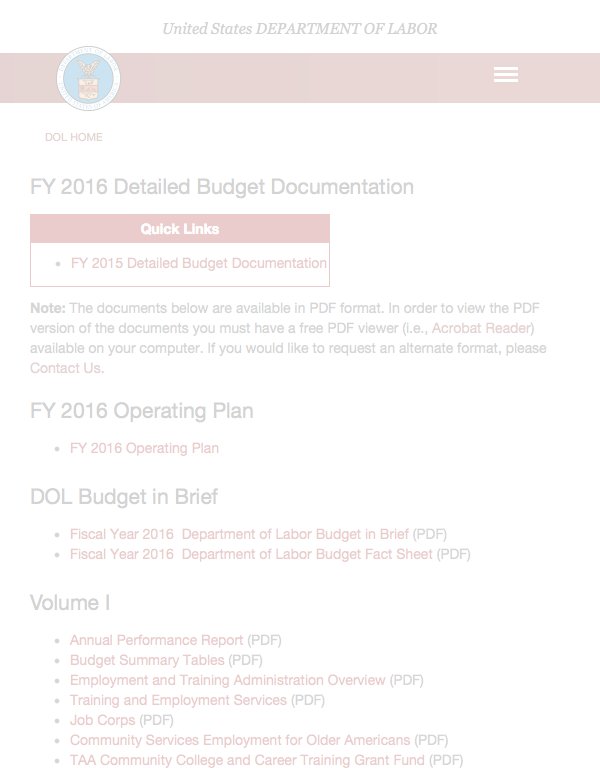 United States DEPARTMENT OF LABOR
DOL HOME
FY 2016 Detailed Budget Documentation
Quick Links
• FY 2015 Detailed Budget Documentation
Note: The documents below are available in PDF format. In order to view the PDF
version of the documents you must have a free PDF viewer (i.e., Acrobat Reader)
available on your computer. If you would like to request an alternate format, please
Contact Us.
FY 2016 Operating Plan
• FY 2016 Operating Plan
DOL Budget in Brief
• Fiscal Year 2016  Department of Labor Budget in Brief (PDF)
• Fiscal Year 2016  Department of Labor Budget Fact Sheet (PDF)
Volume I
• Annual Performance Report (PDF)
• Budget Summary Tables (PDF)
• Employment and Training Administration Overview (PDF)
• Training and Employment Services (PDF)
• Job Corps (PDF)
• Community Services Employment for Older Americans (PDF)
• TAA Community College and Career Training Grant Fund (PDF)